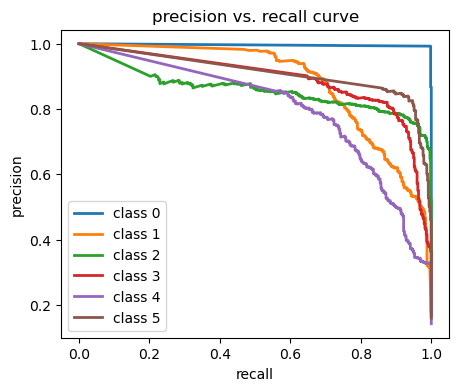 precision vs. recall curve
1.0
0.8
0.6
0.4
0.2
precision
class 0
class 1
class 2
class 3
class 4
class 5
0.0 0.2 0.4 0.6 0.8 1.0
recall